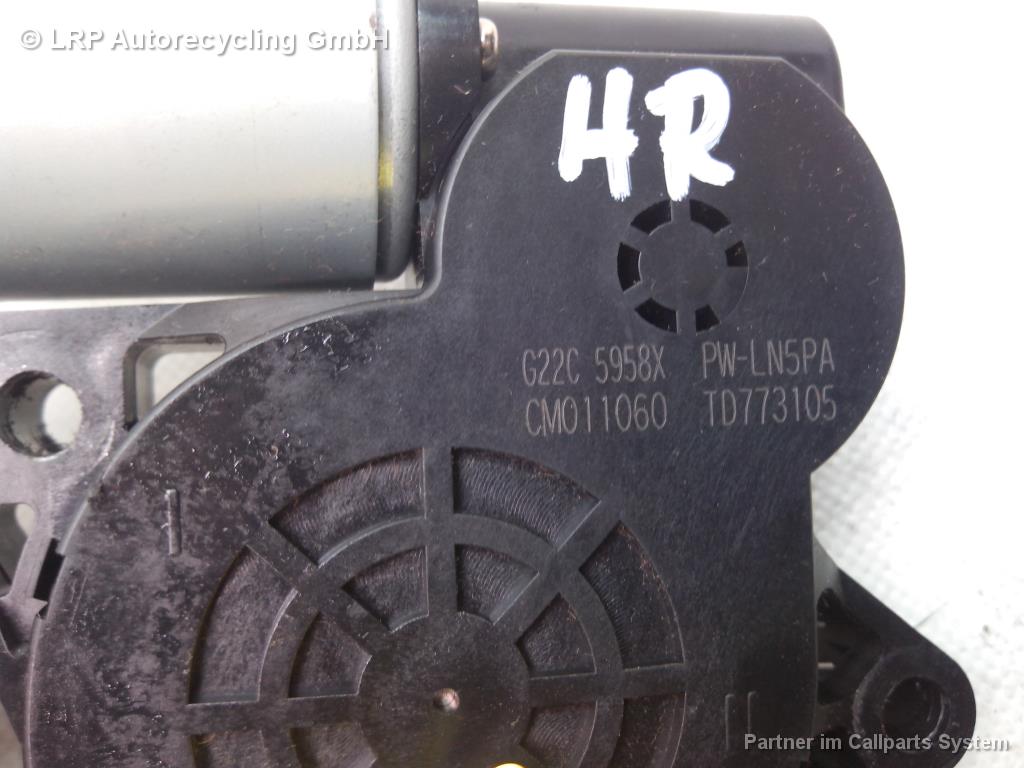 © LRP Autorecycling GmbH
HR
G22C 5958X PW-LN5PA
CM011060 TD773105
Partner im Callparts System